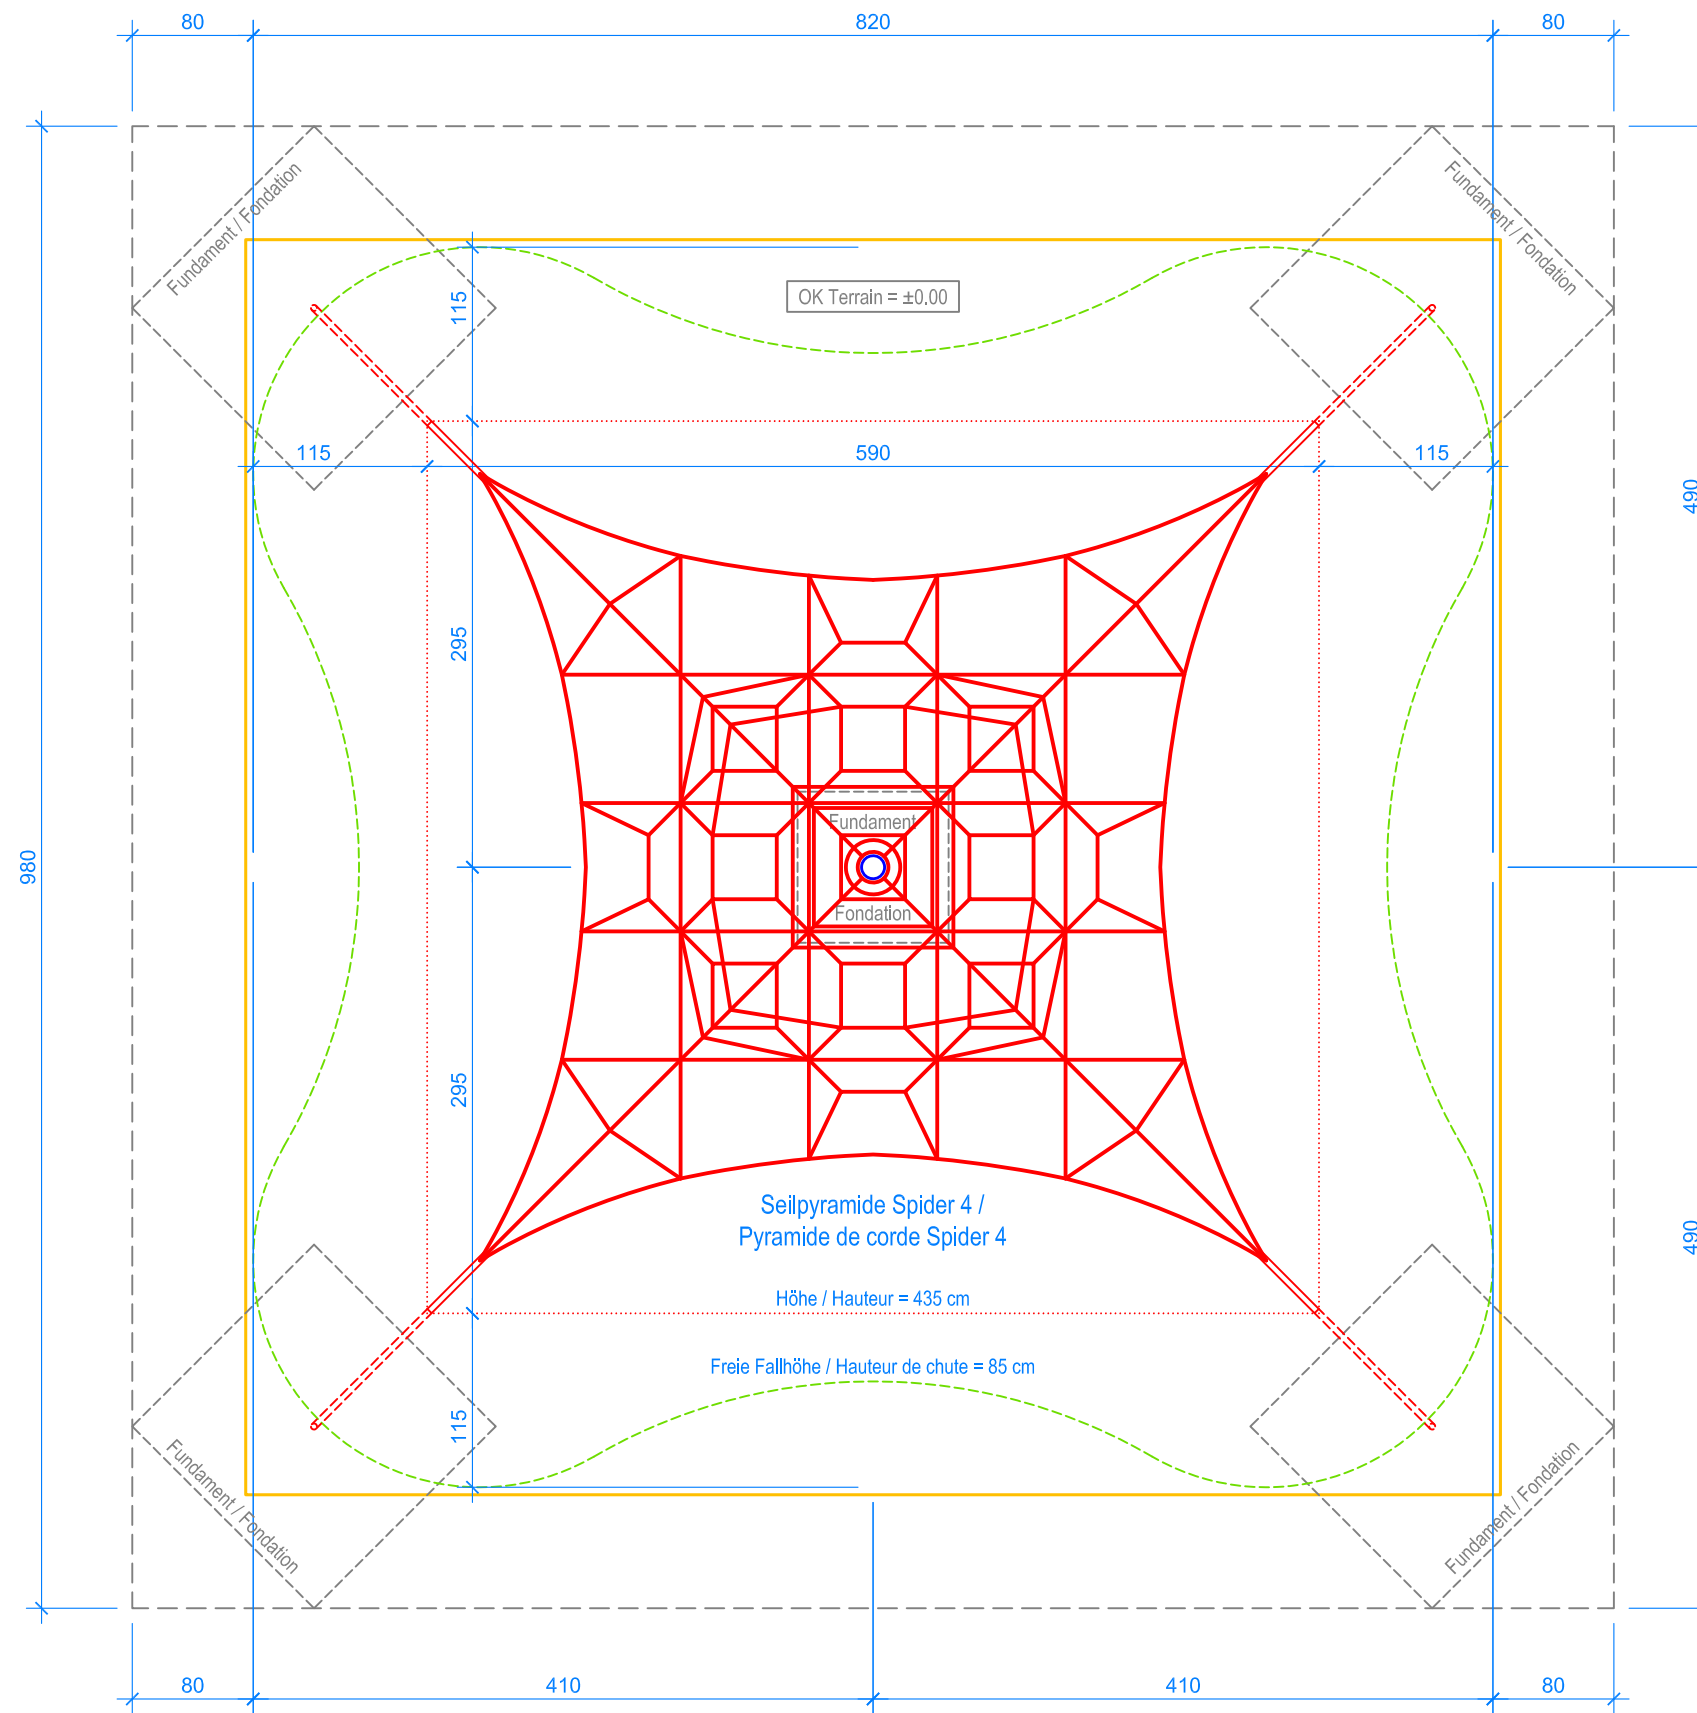 80
820
80
Fundament / Fondation
Fundament / Fondation
OK Terrain = ±0.00
115
115
590
115
490
295
Fundament
980
Fondation
295
Seilpyramide Spider 4 /
Pyramide de corde Spider 4
490
Höhe / Hauteur = 435 cm
Freie Fallhöhe / Hauteur de chute = 85 cm
115
Fundament / Fondation
Fundament / Fondation
80
410
410
80